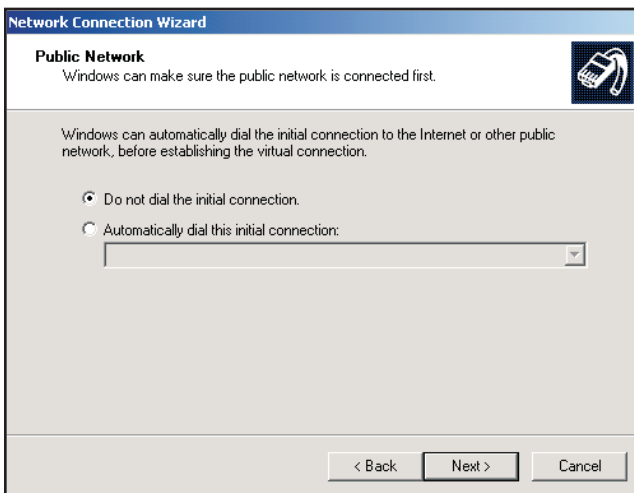 Network Connection Wizard
Public Network
Windows can make sure the public network is connected first.
Windows can automatically dial the initial connection to the Internet or other public
network, before establishing the virtual connection.
Do not dial the initial connection.
Automatically dial this initial connection:
< Back Next > Cancel